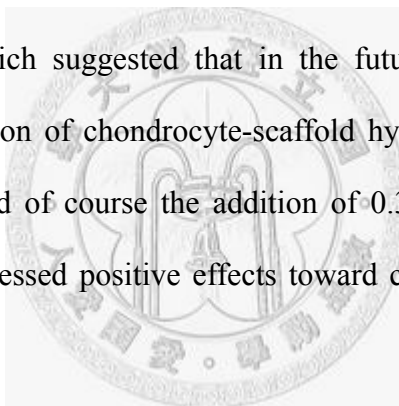 ich suggested that in the futu
on of chondrocyte-scaffold hy
d of course the addition of 0.3
essed positive effects toward c